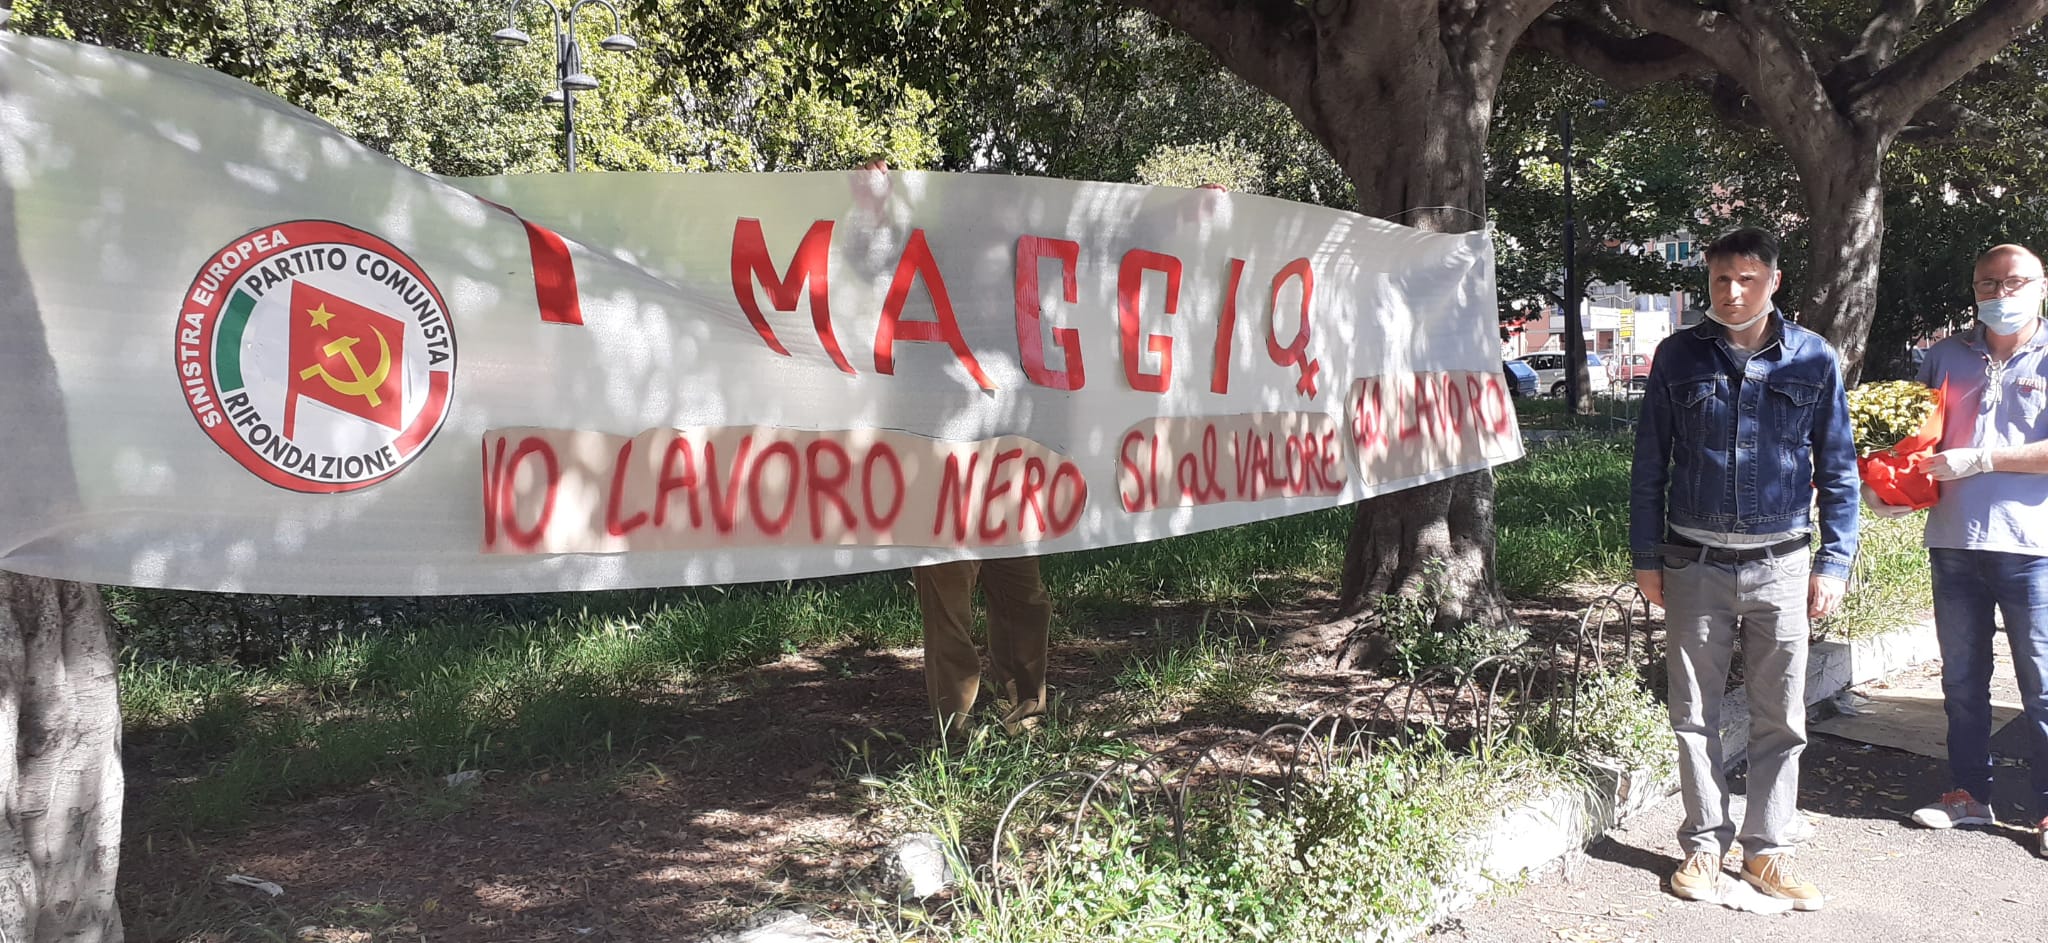 SINISTRA EUROPEA
PARTITO COMUNISTA
RIFONDAZIONE
1 MAGGIO
NO LAVORO NERO SI al VALORE del LAVORO